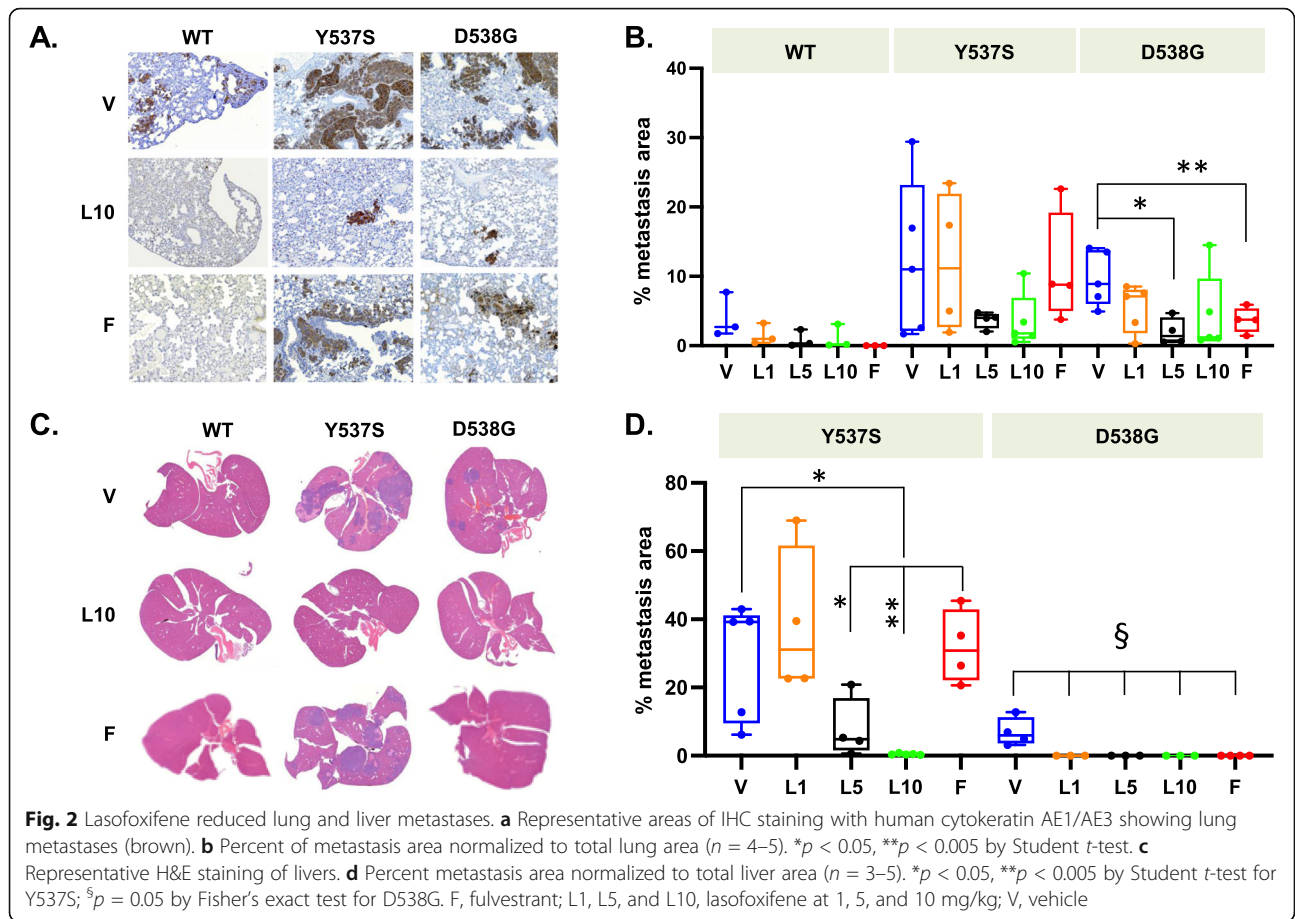 A.
WT Y537S D538G
V
L10
F
B.
WT Y537S D538G
% metastasis area
40
30
20
10
0
* **
V L1 L5 L10 F V L1 L5 L10 F V L1 L5 L10 F
C.
WT Y537S D538G
V
L10
F
D.
Y537S D538G
% metastasis area
80
60
40
20
0
*
* ** §
V L1 L5 L10 F V L1 L5 L10 F
Fig. 2 Lasofoxifene reduced lung and liver metastases. a Representative areas of IHC staining with human cytokeratin AE1/AE3 showing lung
metastases (brown). b Percent of metastasis area normalized to total lung area (n = 4–5). *p < 0.05, **p < 0.005 by Student t-test. c
Representative H&E staining of livers. d Percent metastasis area normalized to total liver area (n = 3–5). *p < 0.05, **p < 0.005 by Student t-test for
Y537S; §p = 0.05 by Fisher's exact test for D538G. F, fulvestrant; L1, L5, and L10, lasofoxifene at 1, 5, and 10 mg/kg; V, vehicle